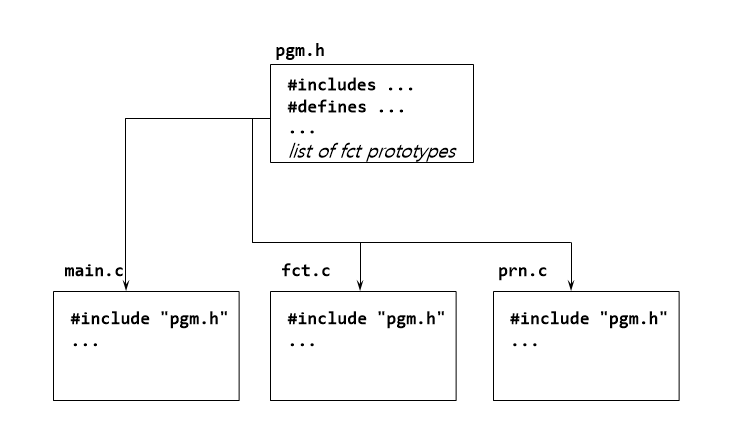 pgm.h
#includes ...
#defines ...
...
list of fct prototypes
main.c
#include "pgm.h"
...
fct.c
#include "pgm.h"
...
prn.c
#include "pgm.h"
...